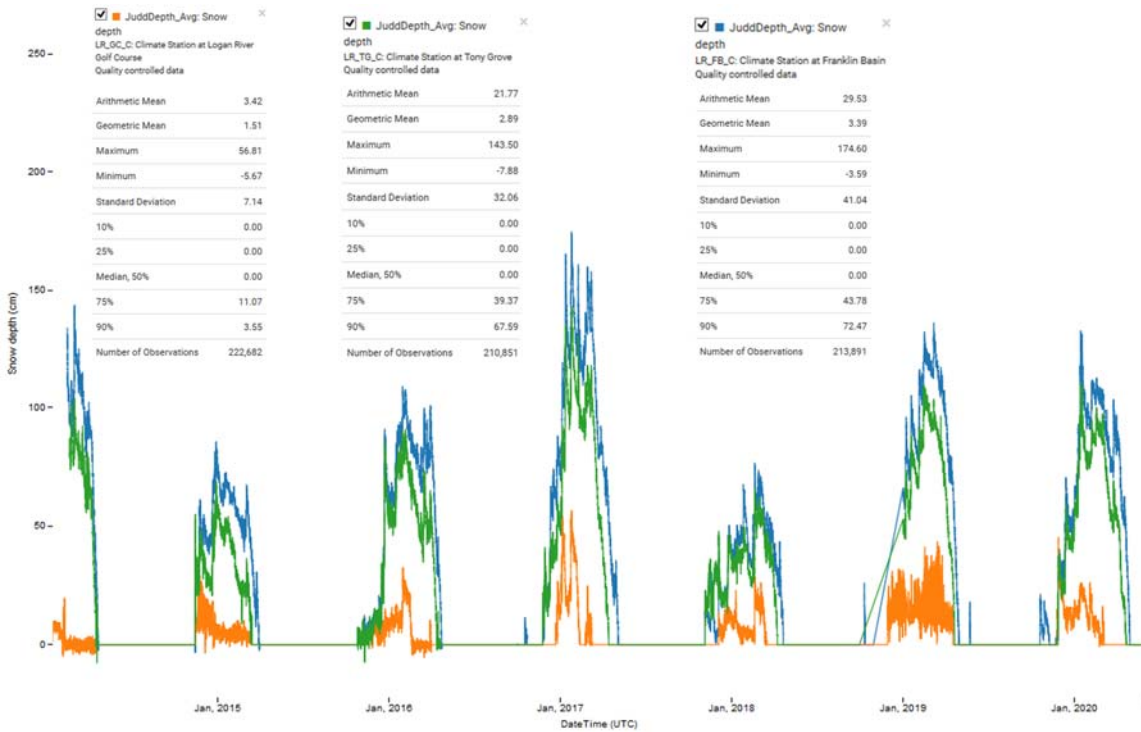 JuddDepth_Avg: Snow ×
depth
LR_GC_C: Climate Station at Logan River
Golf Course
Quality controlled data
Arithmetic Mean 3.42
Geometric Mean 1.51
Maximum 56.81
Minimum -5.67
Standard Deviation 7.14
10% 0.00
25% 0.00
Median, 50% 0.00
75% 11.07
90% 3.55
Number of Observations 222,682
JuddDepth_Avg: Snow ×
depth
LR_TG_C: Climate Station at Tony Grove
Quality controlled data
Arithmetic Mean 21.77
Geometric Mean 2.89
Maximum 143.50
Minimum -7.88
Standard Deviation 32.06
10% 0.00
25% 0.00
Median, 50% 0.00
75% 39.37
90% 67.59
Number of Observations 210,851
JuddDepth_Avg: Snow ×
depth
LR_FB_C: Climate Station at Franklin Basin
Quality controlled data
Arithmetic Mean 29.53
Geometric Mean 3.39
Maximum 174.60
Minimum -3.59
Standard Deviation 41.04
10% 0.00
25% 0.00
Median, 50% 0.00
75% 43.78
90% 72.47
Number of Observations 213,891
250
200
150
100
50
0
Snow depth (cm)
Jan, 2015 Jan, 2016 Jan, 2017 Jan, 2018 Jan, 2019 Jan, 2020
DateTime (UTC)